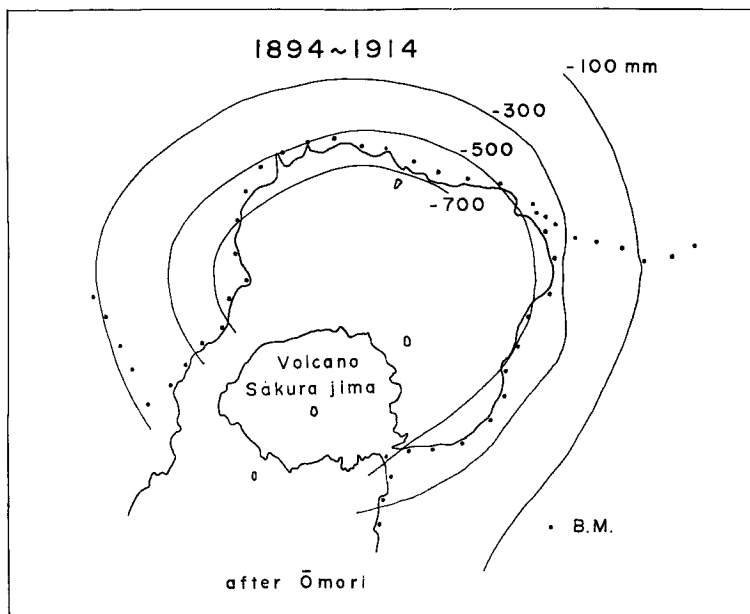 1894~1914
-100 mm
-300
-500
-700
Volcano
Sakura jima
B.M.
after Ōmori